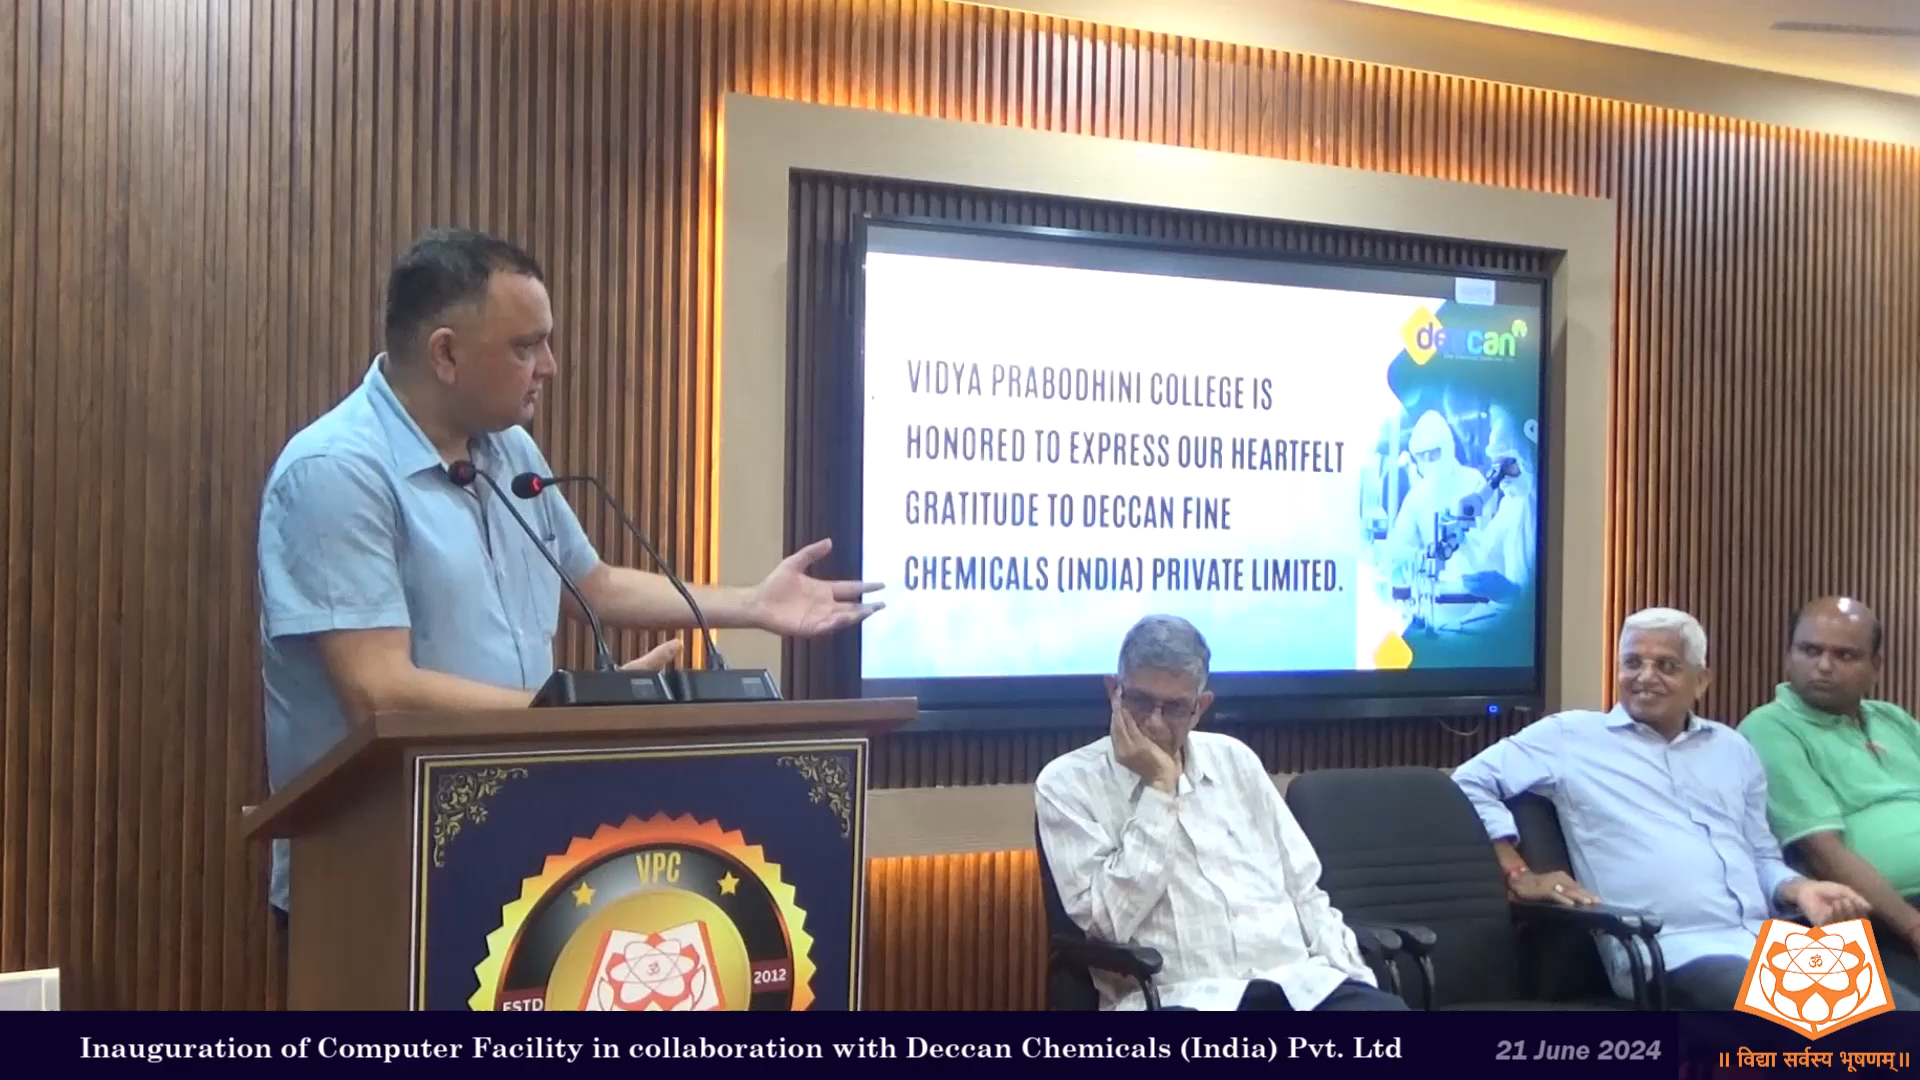 deccan
VIDYA PRABODHINI COLLEGE IS
HONORED TO EXPRESS OUR HEARTFELT
GRATITUDE TO DECCAN FINE
CHEMICALS (INDIA) PRIVATE LIMITED.
VPC
ESTD
2012
ॐ
ॐ
Inauguration of Computer Facility in collaboration with Deccan Chemicals (India) Pvt. Ltd
21 June 2024
॥ विद्या सर्वस्य भूषणम् ॥